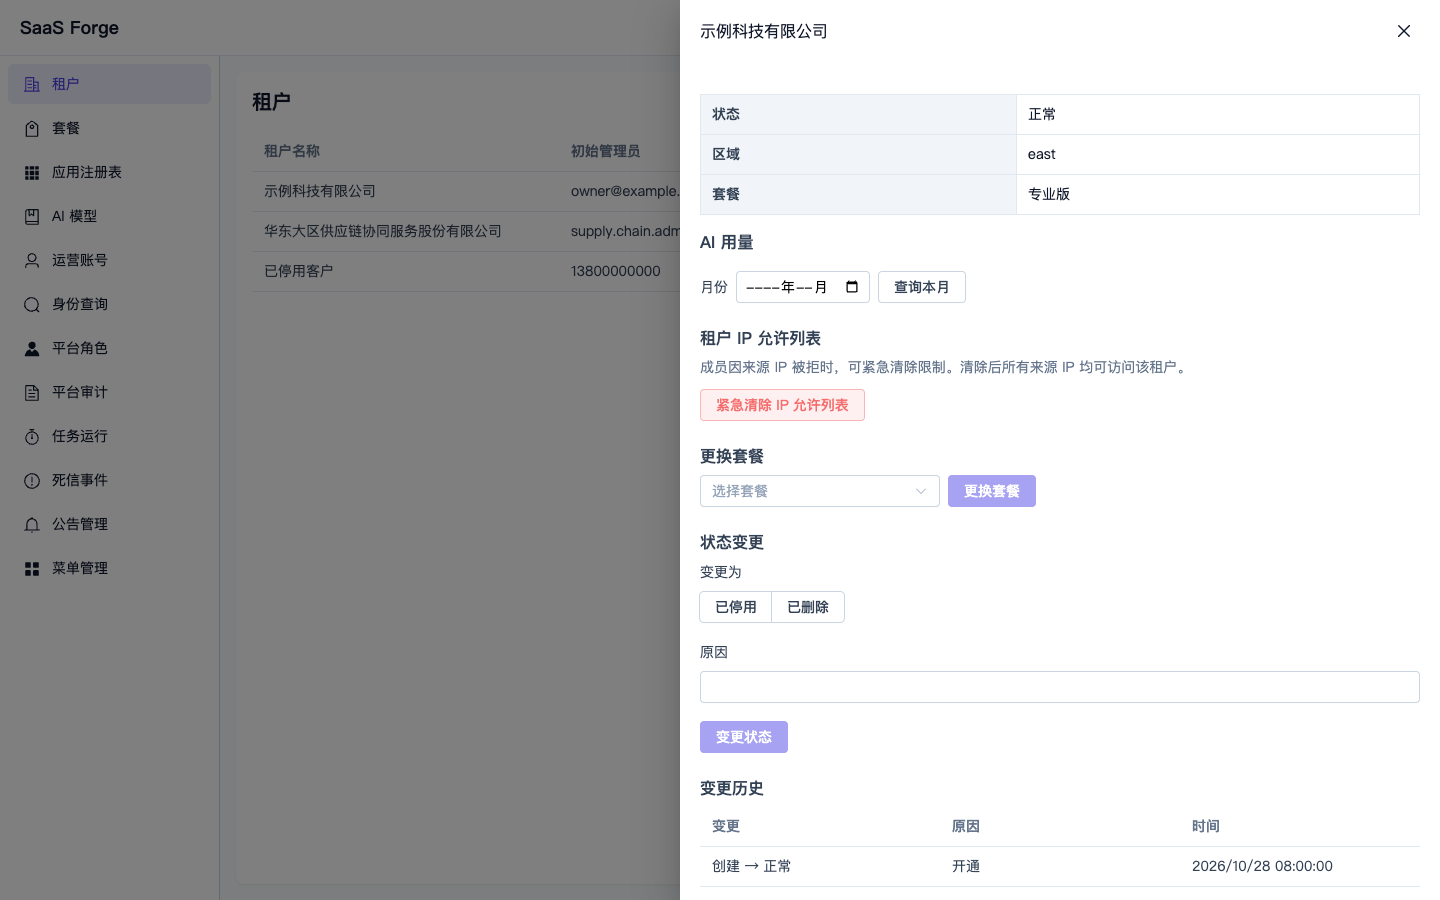 SaaS Forge
租户
套餐
应用注册表
AI 模型
运营账号
身份查询
平台角色
平台审计
任务运行
死信事件
公告管理
菜单管理
租户
租户名称 初始管理员
示例科技有限公司 owner@example.
华东大区供应链协同服务股份有限公司 supply.chain.adm
已停用客户 13800000000
示例科技有限公司
状态 正常
区域 east
套餐 专业版
AI 用量
月份 ----年--月 查询本月
租户 IP 允许列表
成员因来源 IP 被拒时，可紧急清除限制。清除后所有来源 IP 均可访问该租户。
紧急清除 IP 允许列表
更换套餐
选择套餐 更换套餐
状态变更
变更为
已停用 已删除
原因
变更状态
变更历史
变更 原因 时间
创建 → 正常 开通 2026/10/28 08:00:00